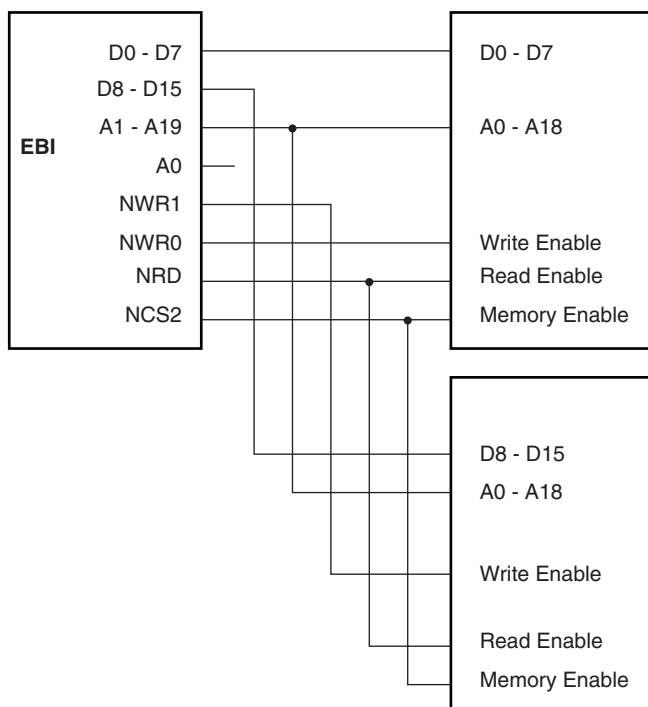 D0 - D7
D8 - D15
A1 - A19
EBI
A0
NWR1
NWR0
NRD
NCS2
D0 - D7
A0 - A18
Write Enable
Read Enable
Memory Enable
D8 - D15
A0 - A18
Write Enable
Read Enable
Memory Enable